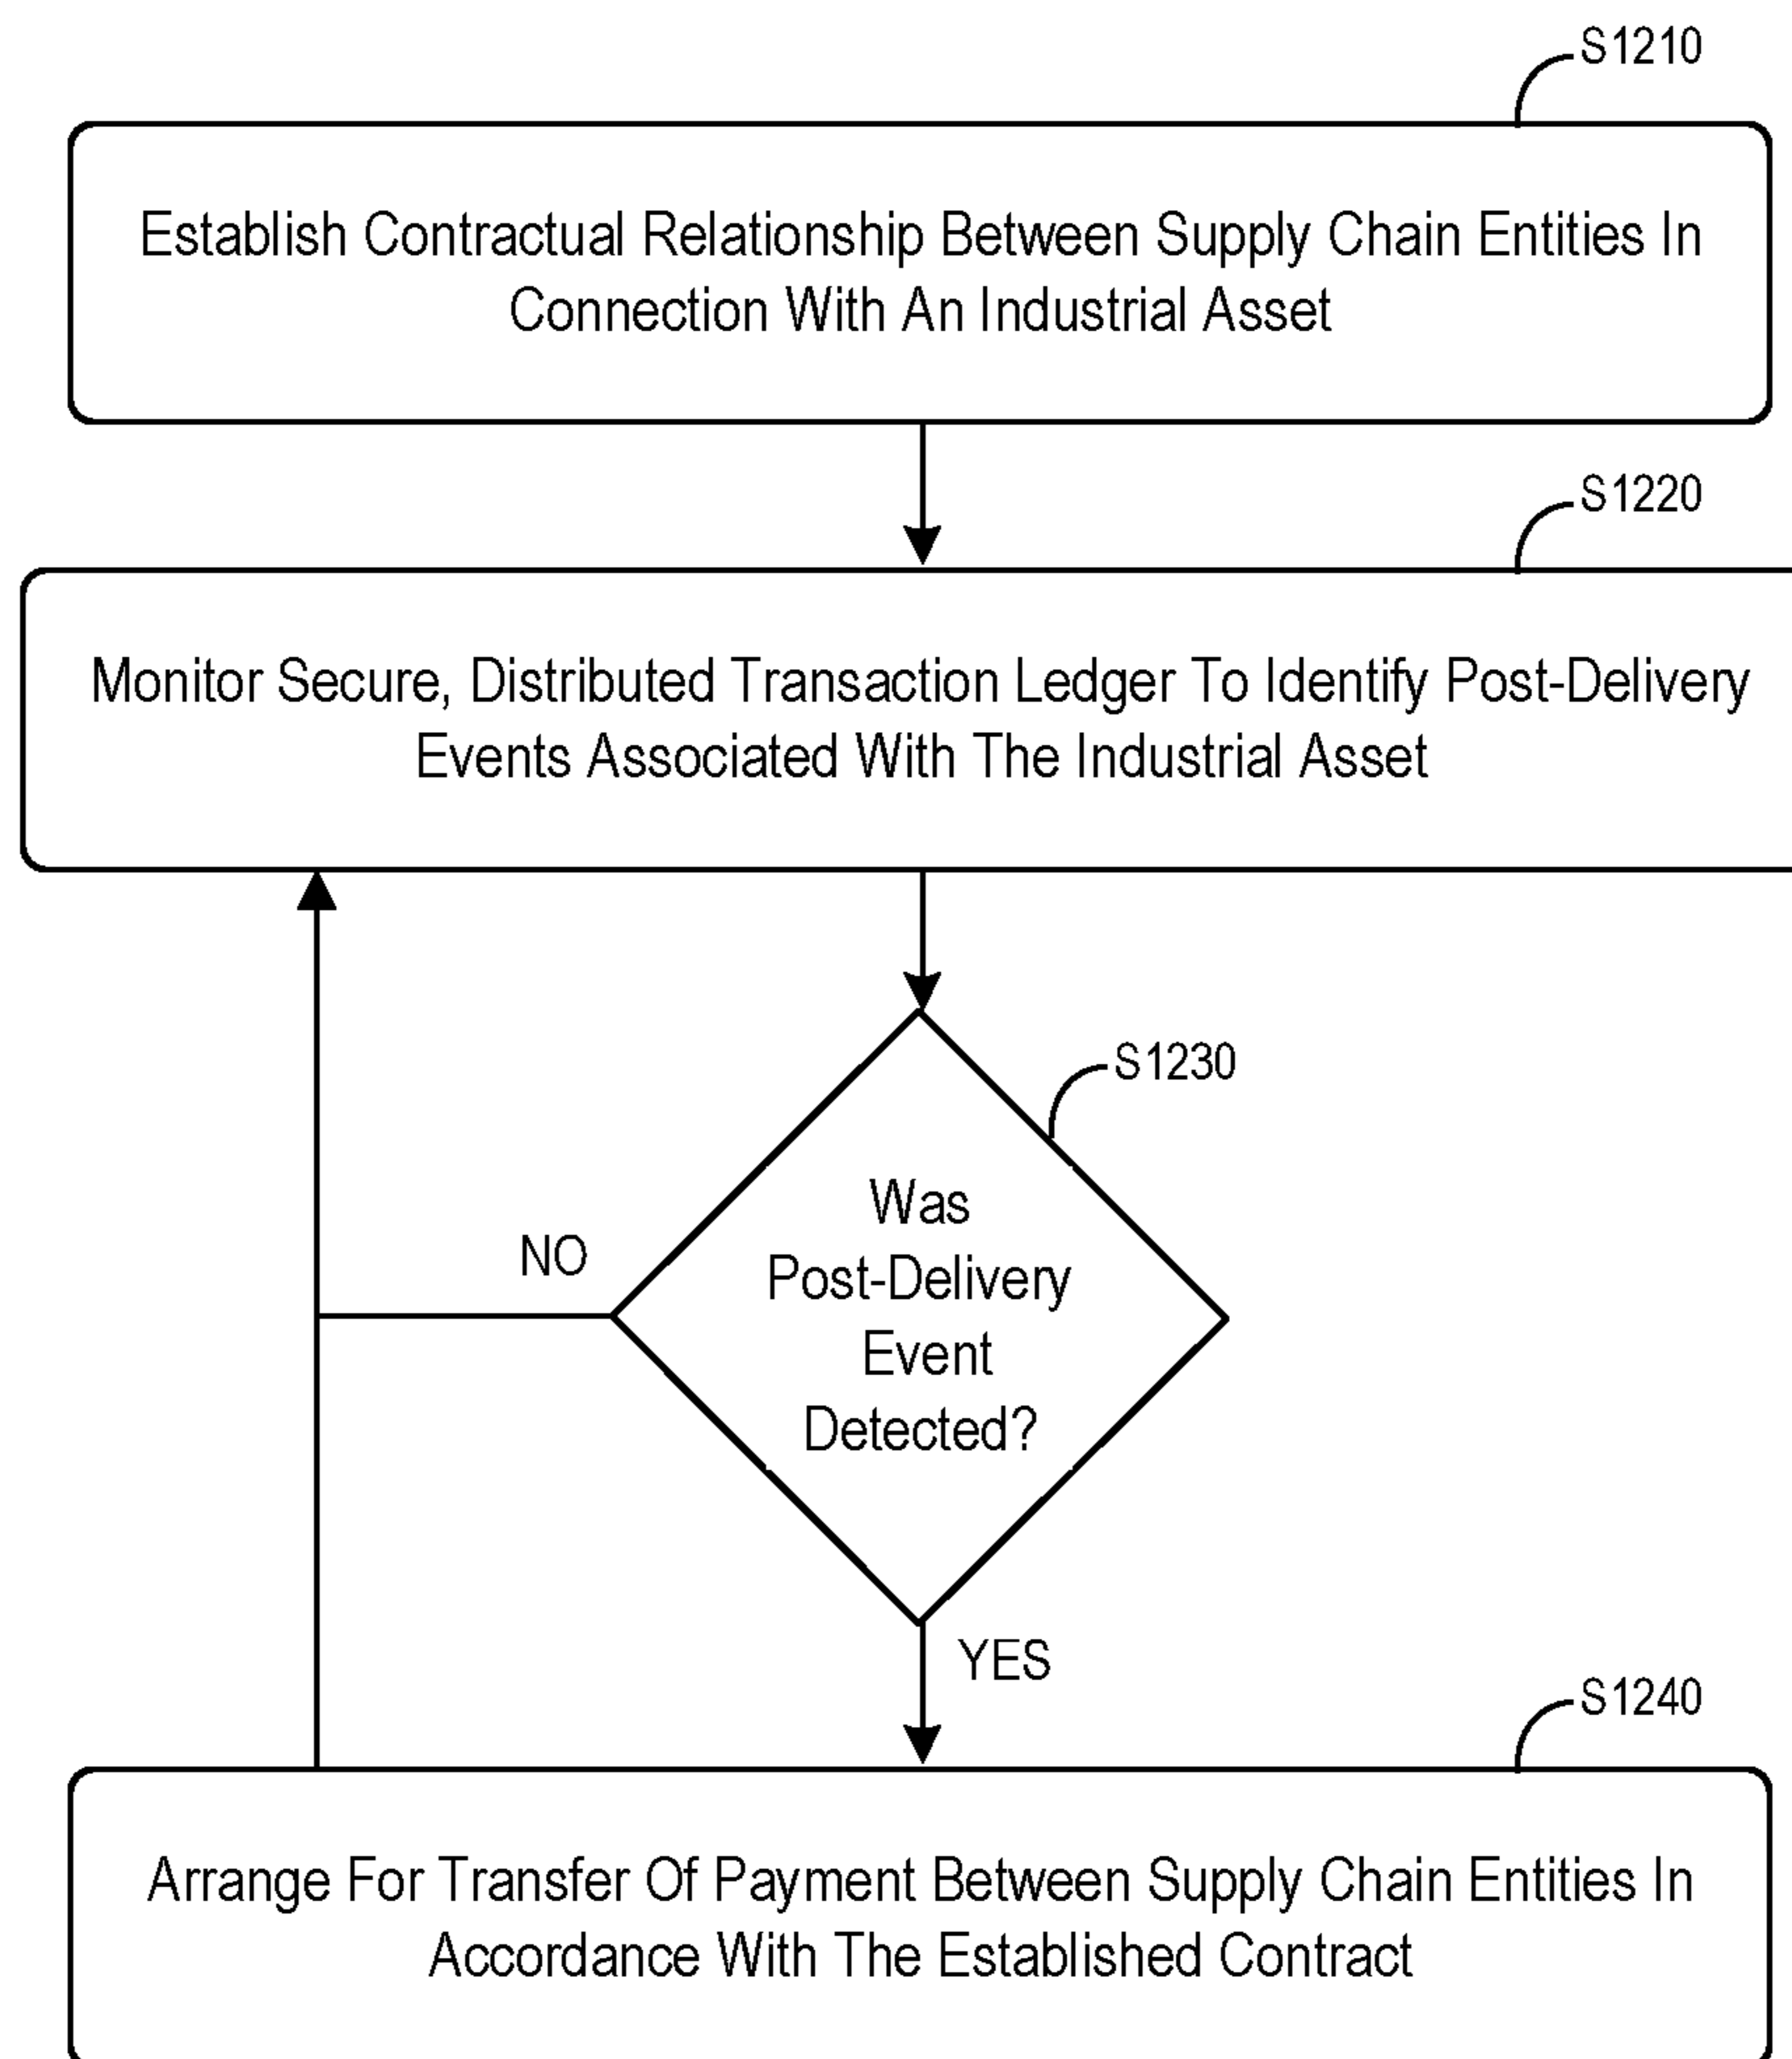 S1210
Establish Contractual Relationship Between Supply Chain Entities In
Connection With An Industrial Asset
S1220
Monitor Secure, Distributed Transaction Ledger To Identify Post-Delivery
Events Associated With The Industrial Asset
S1230
Was
Post-Delivery
Event
Detected?
NO
YES
S1240
Arrange For Transfer Of Payment Between Supply Chain Entities In
Accordance With The Established Contract